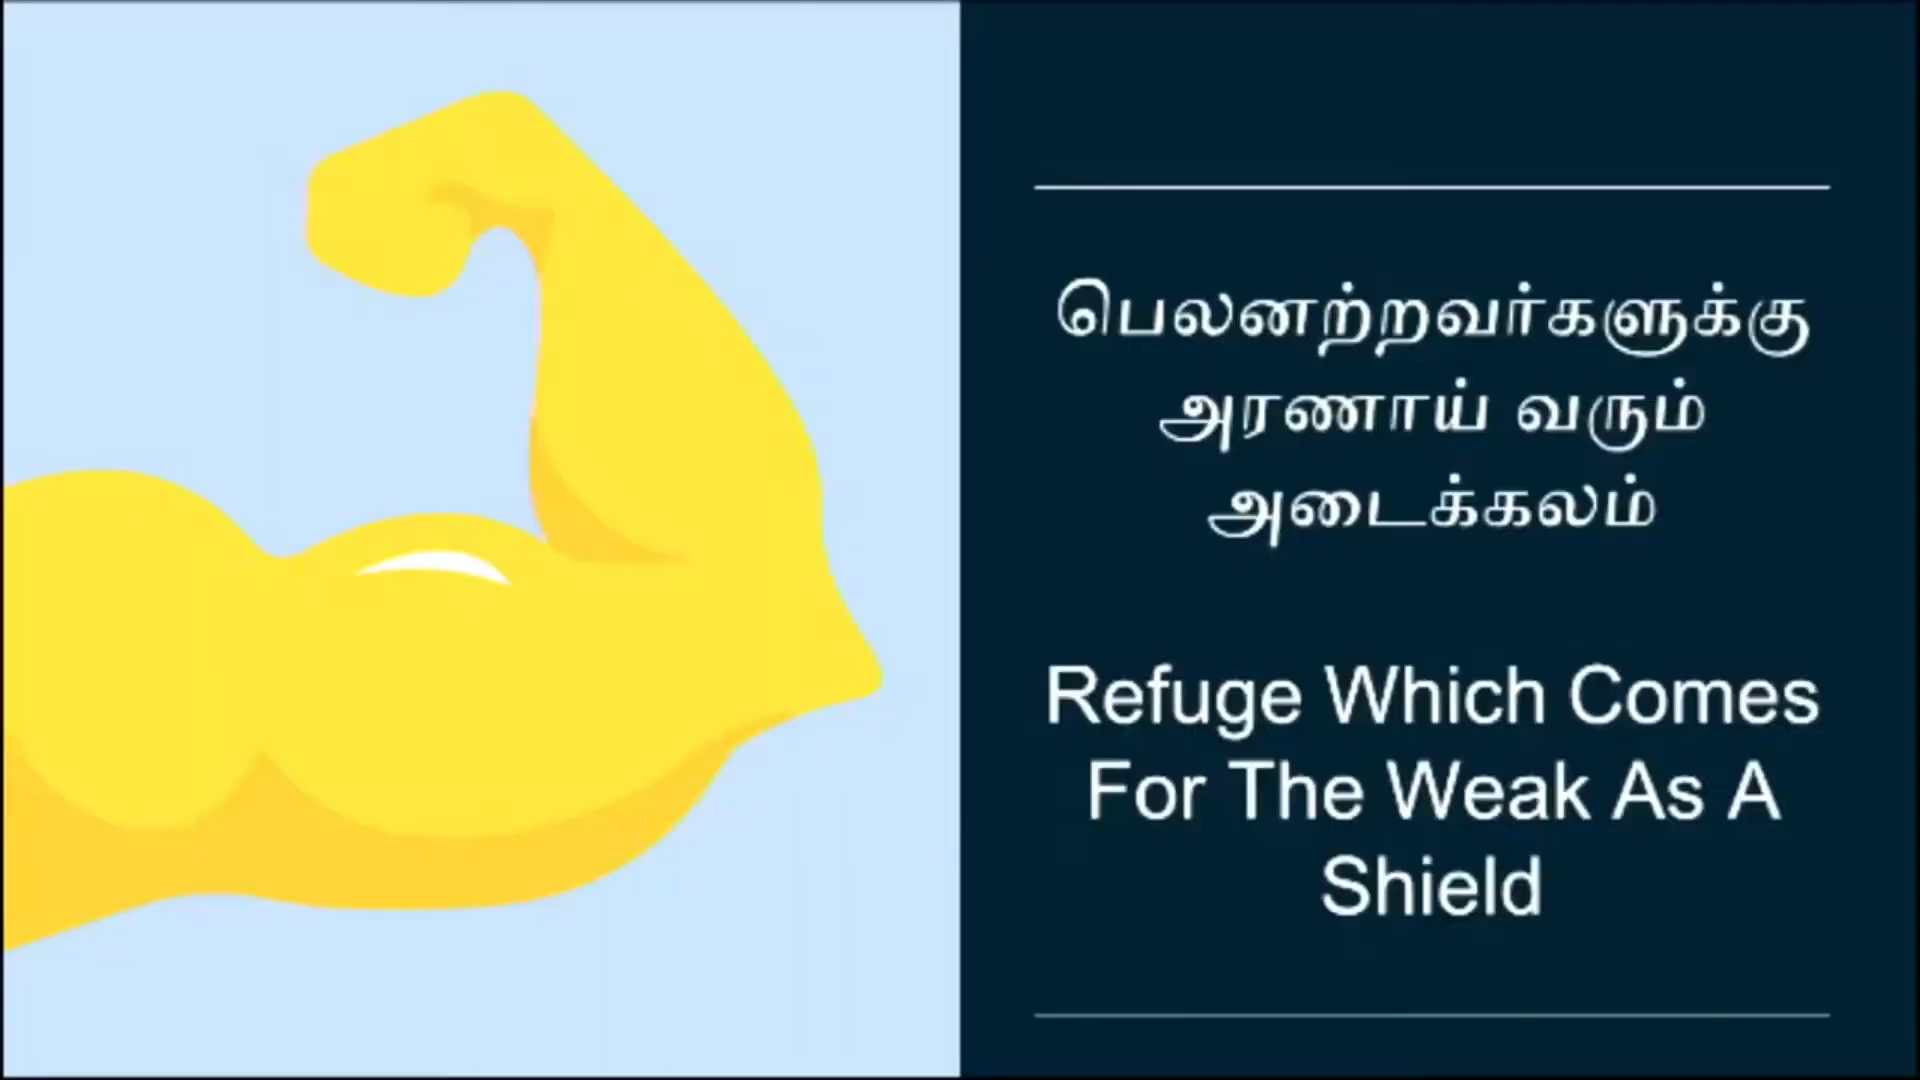 பெலனற்றவர்களுக்கு
அரணாய் வரும்
அடைக்கலம்
Refuge Which Comes
For The Weak As A
Shield